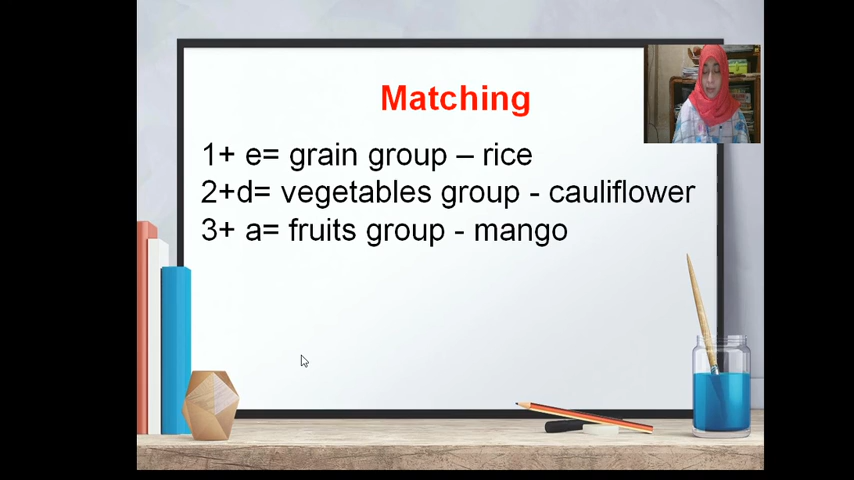 Matching
1+ e= grain group – rice
2+d= vegetables group - cauliflower
3+ a= fruits group - mango